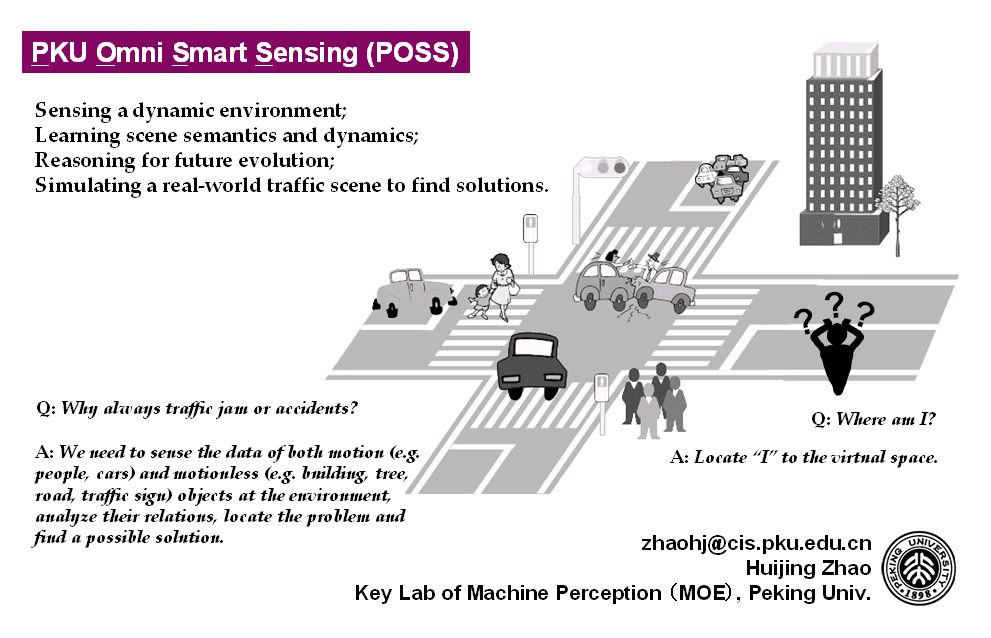 PKU Omni Smart Sensing (POSS)
Sensing a dynamic environment;
Learning scene semantics and dynamics;
Reasoning for future evolution;
Simulating a real-world traffic scene to find solutions.
? ? ?
Q: Why always traffic jam or accidents?
A: We need to sense the data of both motion (e.g.
people, cars) and motionless (e.g. building, tree,
road, traffic sign) objects at the environment,
analyze their relations, locate the problem and
find a possible solution.
Q: Where am I?
A: Locate “I” to the virtual space.
zhaohj@cis.pku.edu.cn
Huijing Zhao
Key Lab of Machine Perception（MOE）, Peking Univ.
PEKING UNIVERSITY
1898